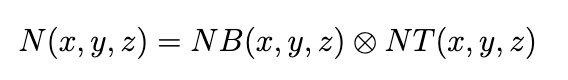 N(x, y, z) = NB(x, y, z) ⊗ NT(x, y, z)